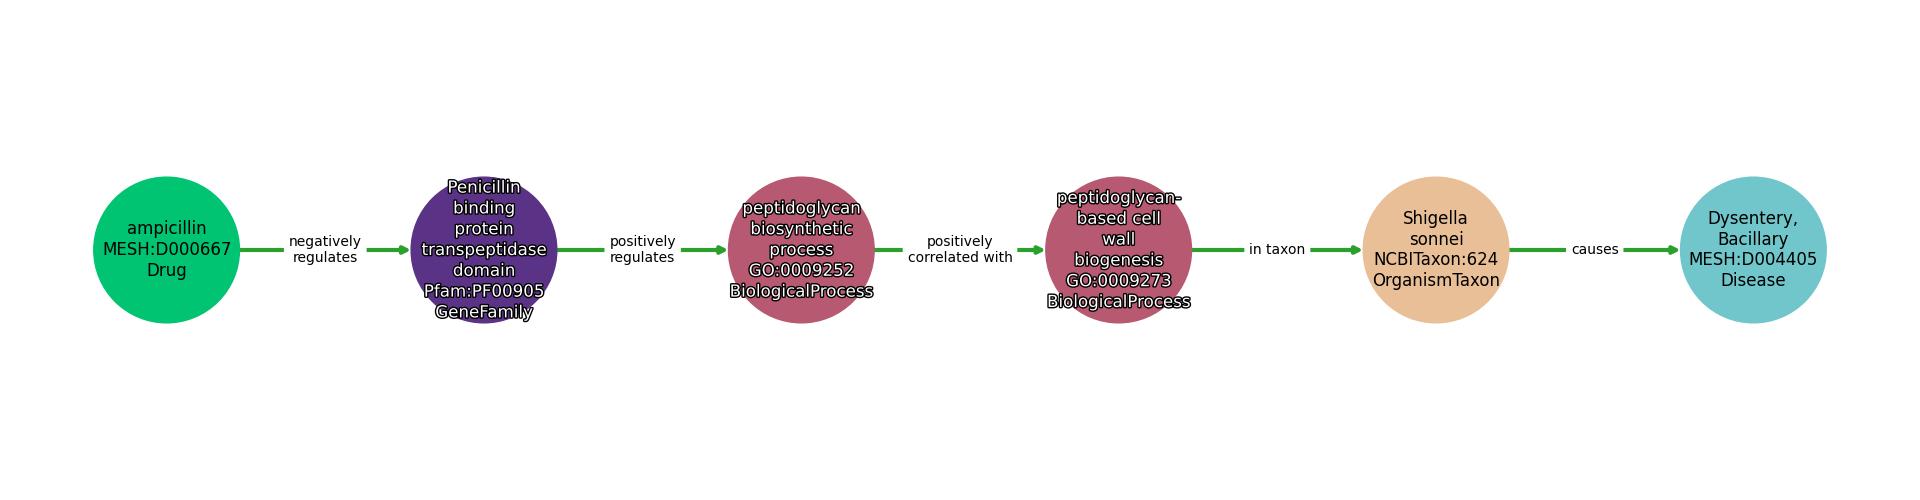 ampicillin
MESH:D000667
Drug
negatively
regulates
Penicillin
binding
protein
transpeptidase
domain
Pfam:PF00905
GeneFamily
positively
regulates
peptidoglycan
biosynthetic
process
GO:0009252
BiologicalProcess
positively
correlated with
peptidoglycan-
based cell
wall
biogenesis
GO:0009273
BiologicalProcess
in taxon
Shigella
sonnei
NCBITaxon:624
OrganismTaxon
causes
Dysentery,
Bacillary
MESH:D004405
Disease